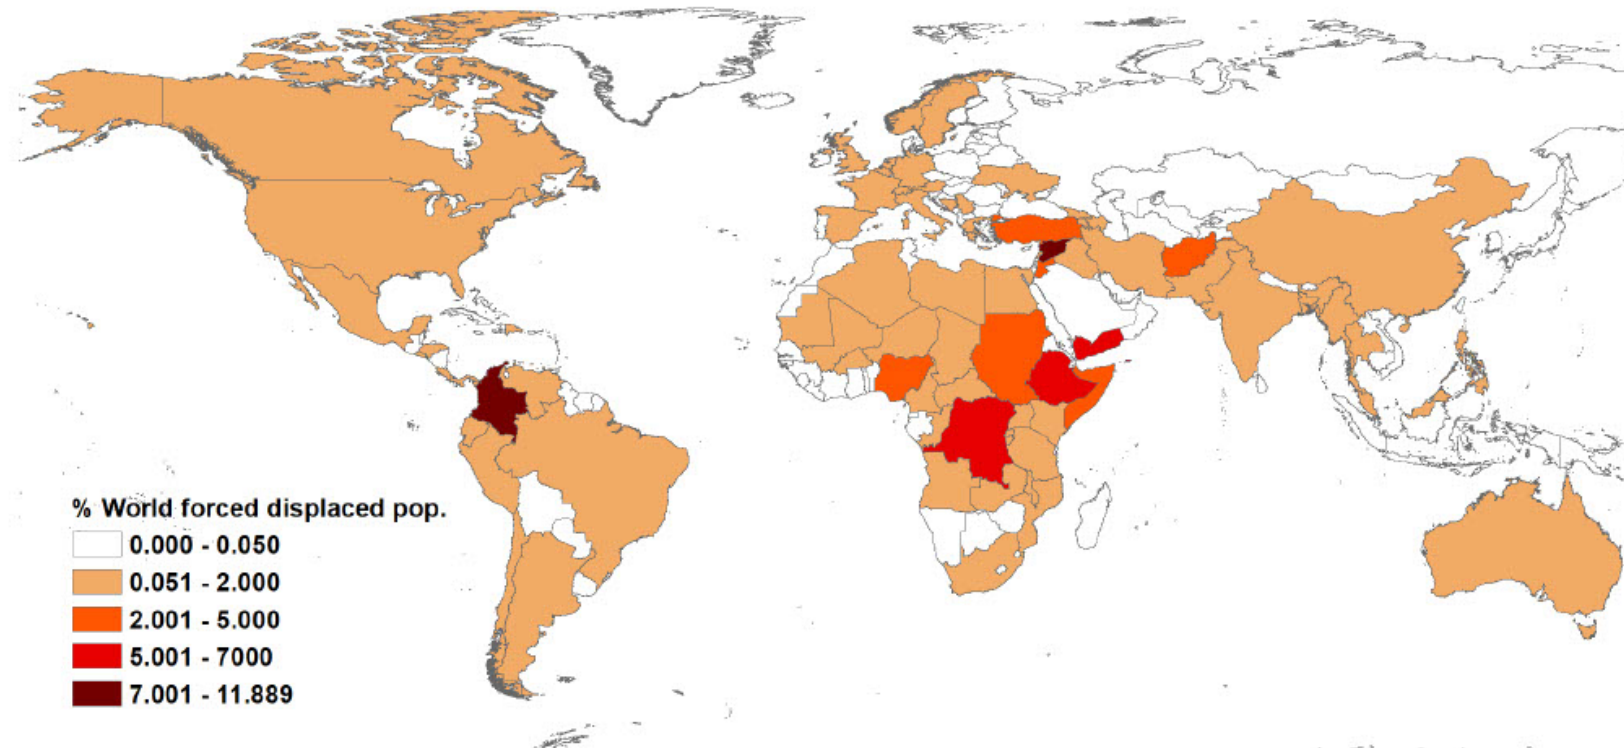 % World forced displaced pop.
0.000 - 0.050
0.051 - 2.000
2.001 - 5.000
5.001 - 7000
7.001 - 11.889